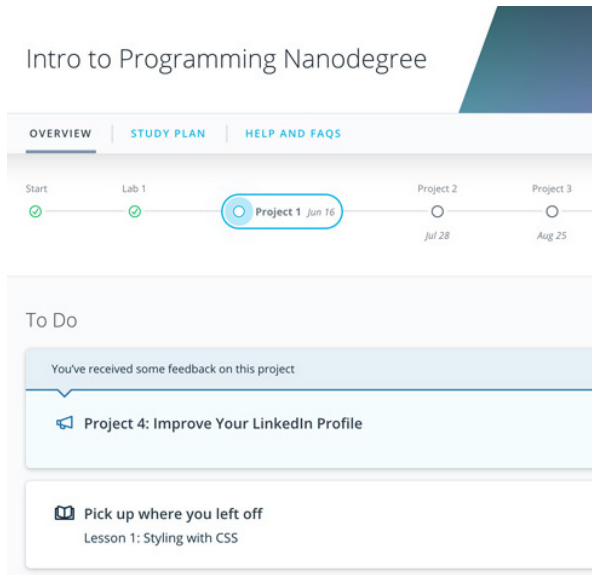 Intro to Programming Nanodegree
OVERVIEW STUDY PLAN HELP AND FAQS
Start Lab 1 Project 2 Project 3
Project 1 Jun 16
Jul 28 Aug 25
To Do
You've received some feedback on this project
Project 4: Improve Your LinkedIn Profile
Pick up where you left off
Lesson 1: Styling with CSS